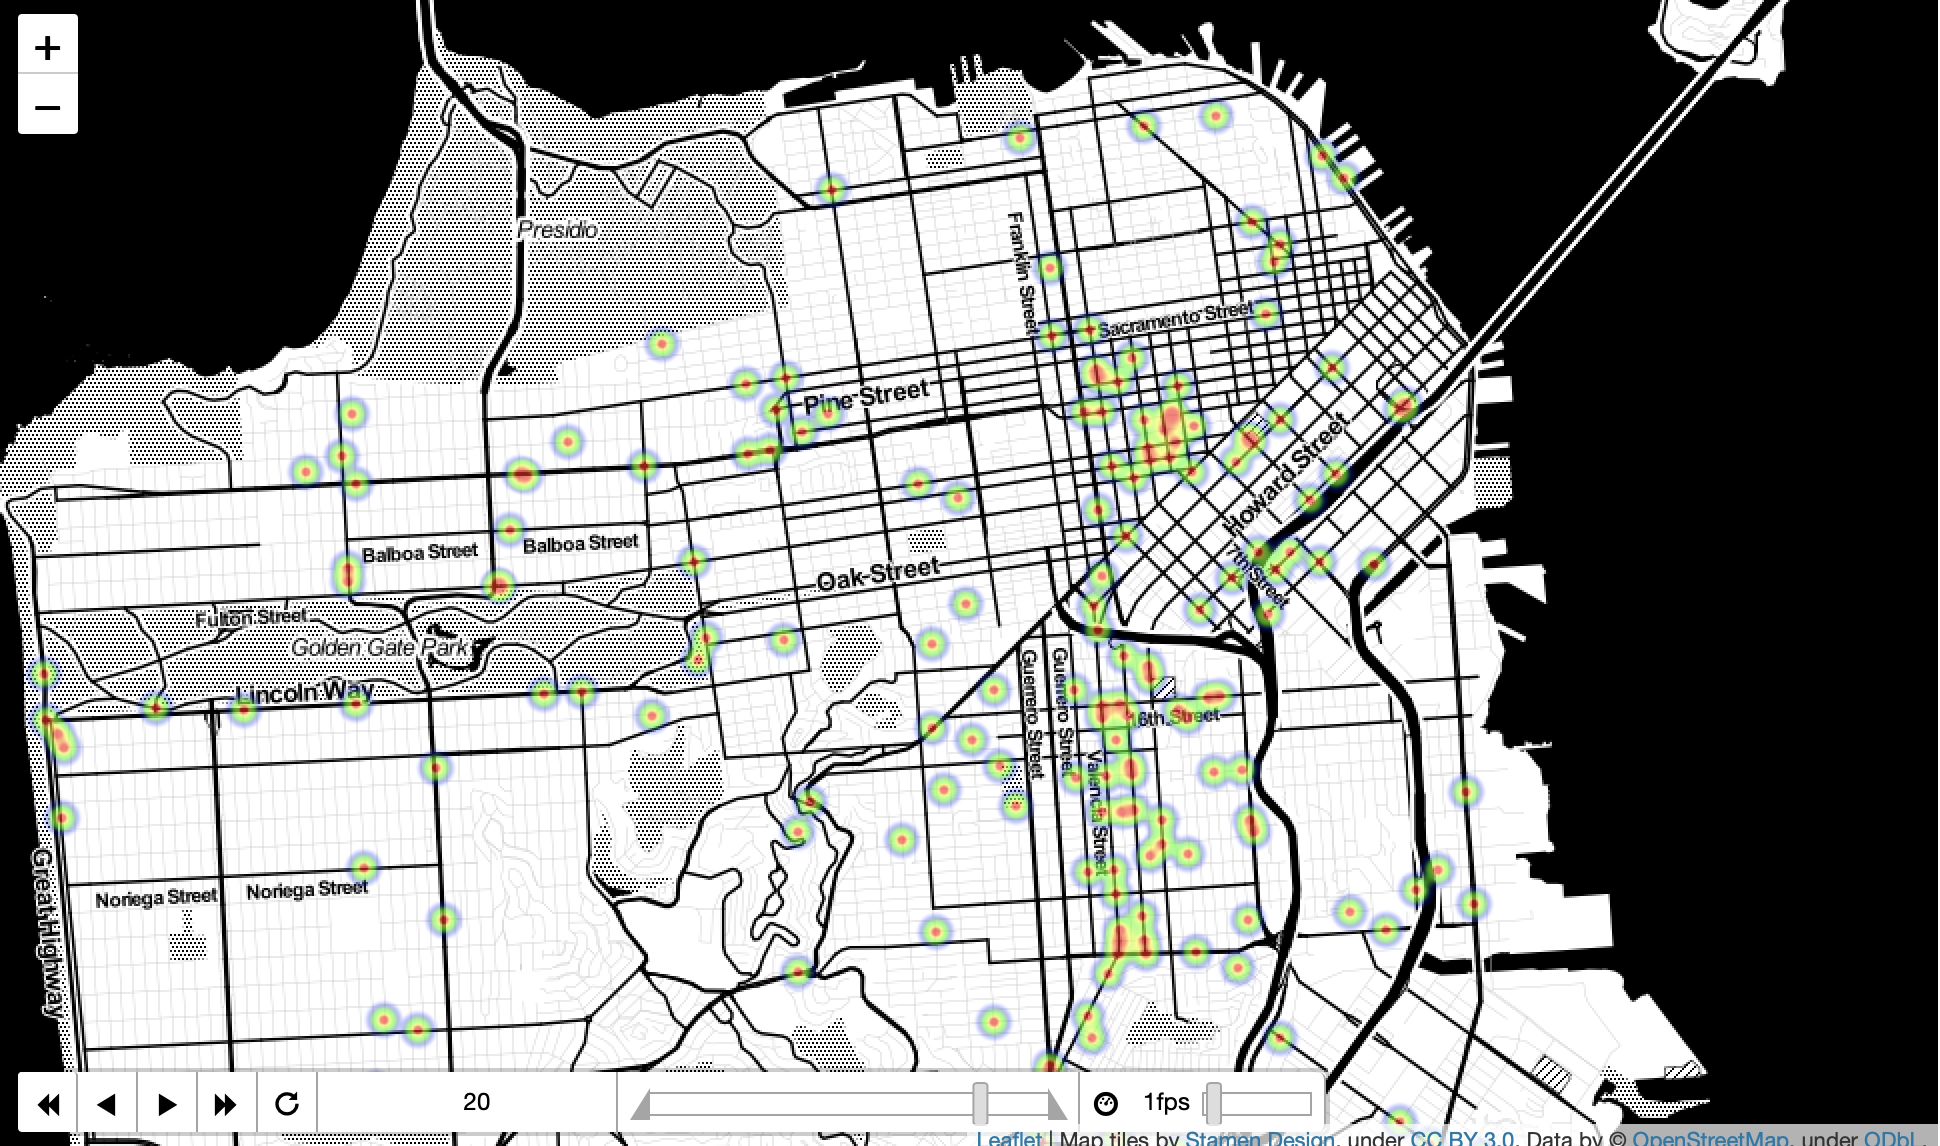 +
−
Presidio
Franklin Street
Sacramento Street
Pine Street
Howard Street
7th Street
Balboa Street
Balboa Street
Oak Street
Fulton Street
Golden Gate Park
Lincoln Way
Guerrero Street
Guerrero Street
16th Street
Valencia Street
Great Highway
Noriega Street
Noriega Street
20
1fps
Leaflet | Map tiles by Stamen Design, under CC BY 3.0. Data by © OpenStreetMap, under ODbL.